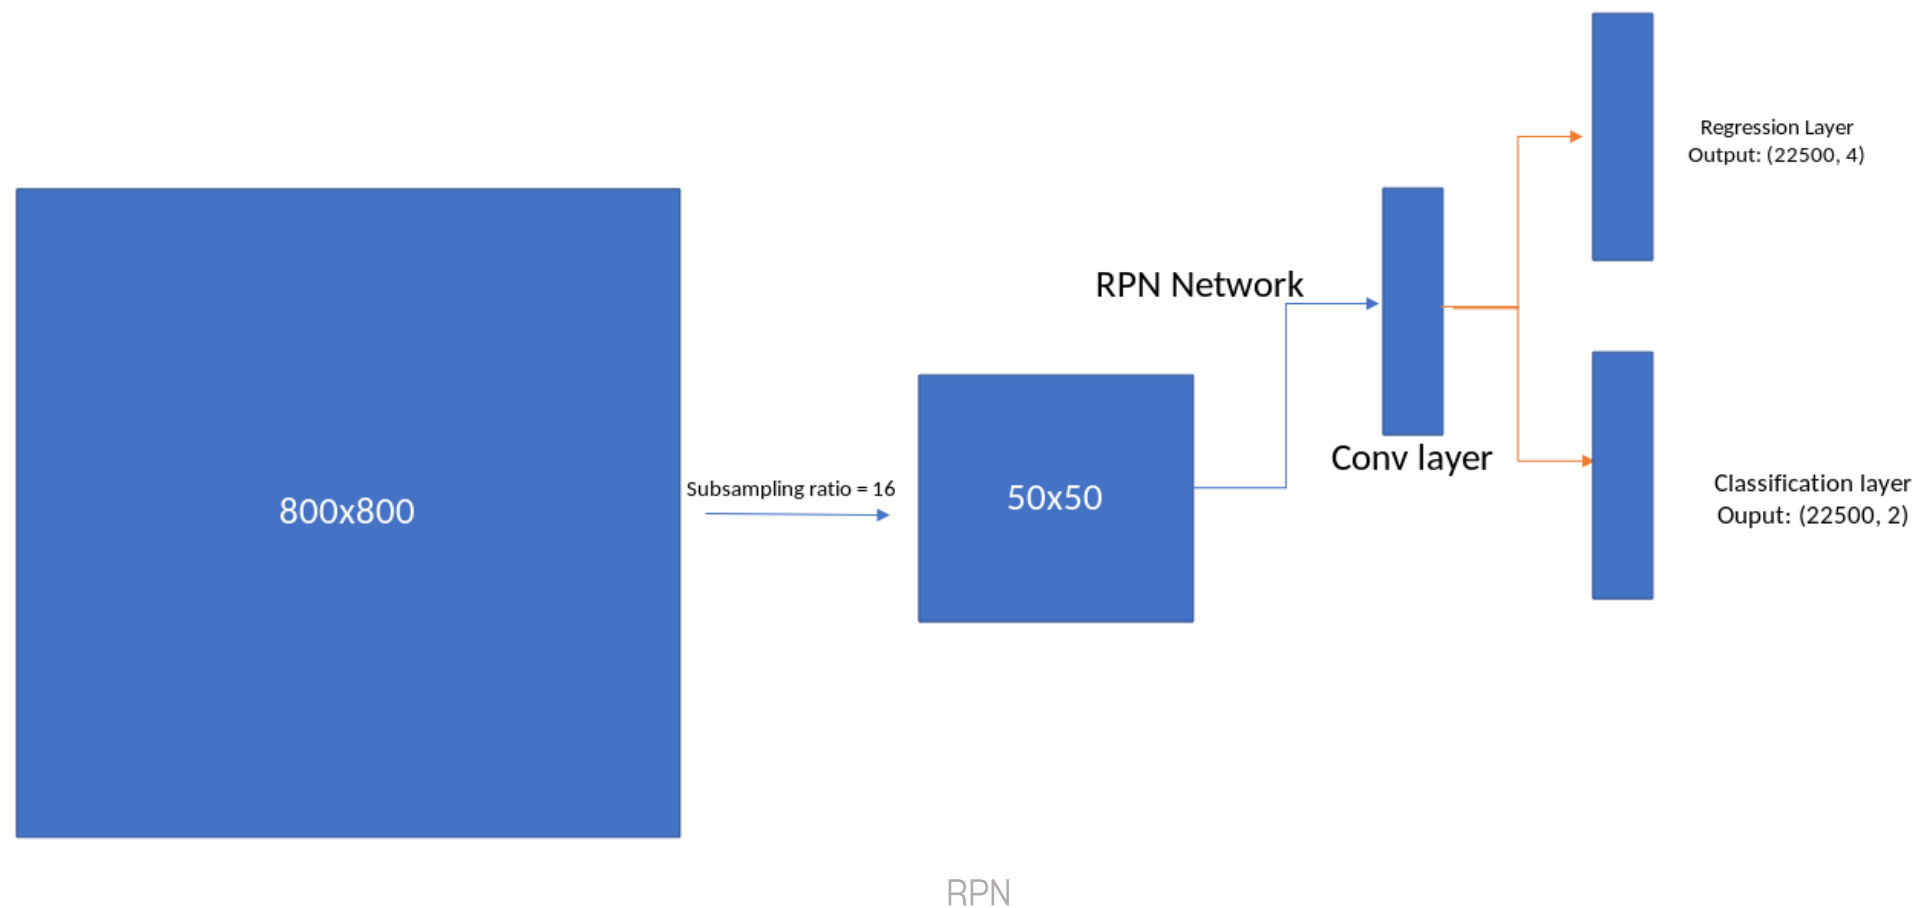 800x800
Subsampling ratio = 16
50x50
RPN Network
Conv layer
Regression Layer
Output: (22500, 4)
Classification layer
Ouput: (22500, 2)
RPN